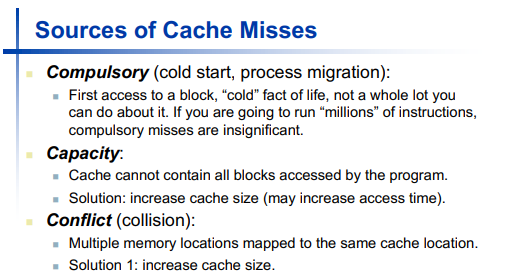 Sources of Cache Misses
Compulsory (cold start, process migration):
First access to a block, “cold” fact of life, not a whole lot you
can do about it. If you are going to run “millions” of instructions,
compulsory misses are insignificant.
Capacity:
Cache cannot contain all blocks accessed by the program.
Solution: increase cache size (may increase access time).
Conflict (collision):
Multiple memory locations mapped to the same cache location.
Solution 1: increase cache size.